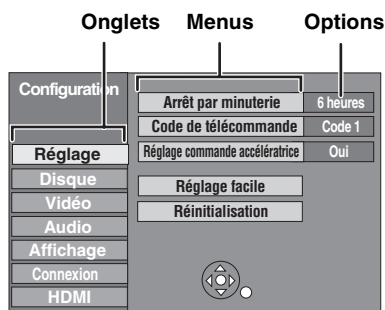 Onglets Menus Options
Configuration
Arrêt par minuterie 6 heures
Code de télécommande Code 1
Réglage commande accélératrice Oui
Réglage facile
Réinitialisation
Réglage
Disque
Vidéo
Audio
Affichage
Connexion
HDMI